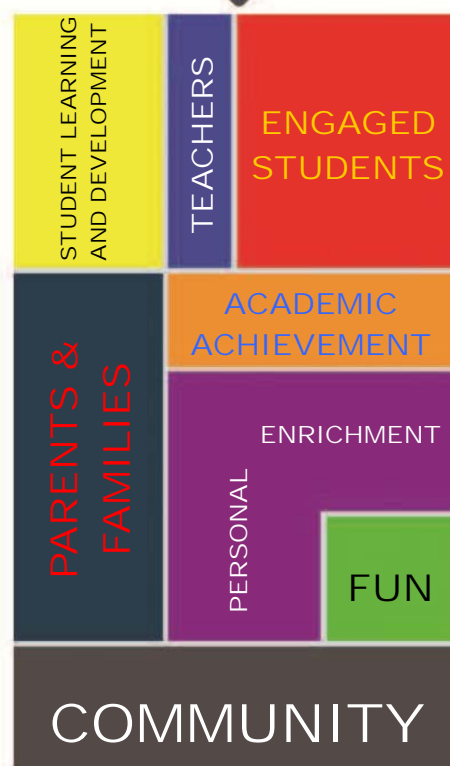 STUDENT LEARNING
AND DEVELOPMENT
TEACHERS
ENGAGED
STUDENTS
PARENTS &
FAMILIES
ACADEMIC
ACHIEVEMENT
ENRICHMENT
PERSONAL
FUN
COMMUNITY